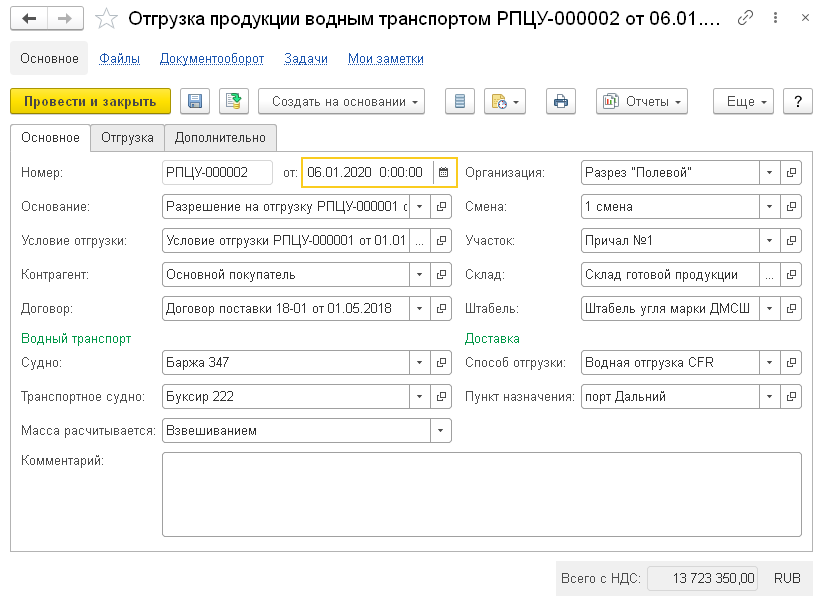 Отгрузка продукции водным транспортом РПЦУ-000002 от 06.01....
Основное Файлы Документооборот Задачи Мои заметки
Провести и закрыть Создать на основании Отчеты Еще ?
Основное Отгрузка Дополнительно
Номер: РПЦУ-000002 от: 06.01.2020 0:00:00 Организация: Разрез "Полевой"
Основание: Разрешение на отгрузку РПЦУ-000001 с Смена: 1 смена
Условие отгрузки: Условие отгрузки РПЦУ-000001 от 01.01 ... Участок: Причал №1
Контрагент: Основной покупатель Склад: Склад готовой продукции ...
Договор: Договор поставки 18-01 от 01.05.2018 Штабель: Штабель угля марки ДМСШ
Водный транспорт Доставка
Судно: Баржа 347 Способ отгрузки: Водная отгрузка CFR
Транспортное судно: Буксир 222 Пункт назначения: порт Дальний
Масса расчитывается: Взвешиванием
Комментарий:
Всего с НДС: 13 723 350,00 RUB